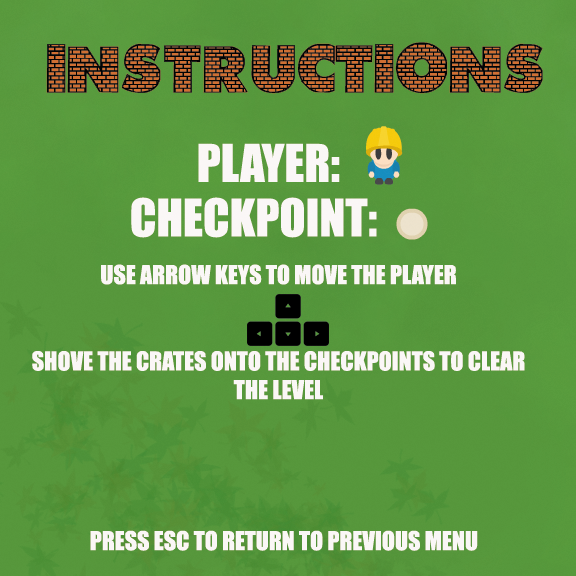 INSTRUCTIONS
PLAYER:
CHECKPOINT:
USE ARROW KEYS TO MOVE THE PLAYER
SHOVE THE CRATES ONTO THE CHECKPOINTS TO CLEAR
THE LEVEL
PRESS ESC TO RETURN TO PREVIOUS MENU